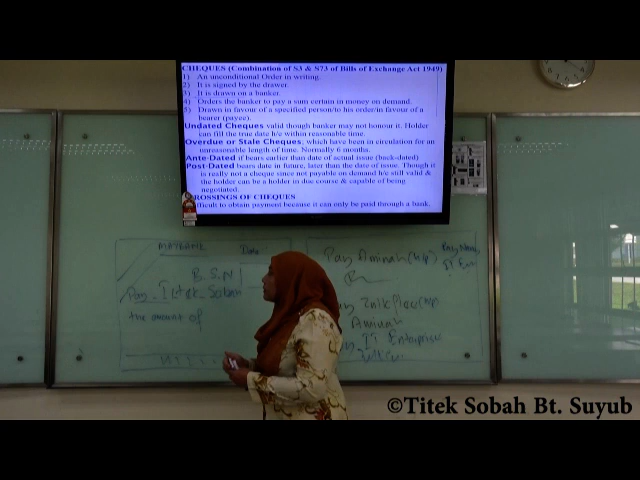 CHEQUES (Combination of S3 & S73 of Bills of Exchange Act 1949)
1) An unconditional Order in writing.
2) It is signed by the drawer.
3) It is drawn on a banker.
4) Orders the banker to pay a sum certain in money on demand.
5) Drawn in favour of a specified person/to his order/in favour of a
bearer (payee).
Undated Cheques valid though banker may not honour it. Holder
can fill the true data h/e within reasonable time.
Overdue or Stale Cheques; which have been in circulation for an
unreasonable length of time. Normally 6 months.
Ante-Dated if bears earlier than date of actual issue (back-dated)
Post-Dated bears date in future, later than the date of issue. Though it
is really not a cheque since not payable on demand h/e still valid &
the holder can be a holder in due course & capable of being
negotiated.
ROSSINGS OF CHEQUES
fficult to obtain payment because it can only be paid through a bank.
MAYBANK Date
B.S.N
Pay Titek Sobah
the amount of
Pay Aminah
Aminah
Enterprise
©Titek Sobah Bt. Suyub